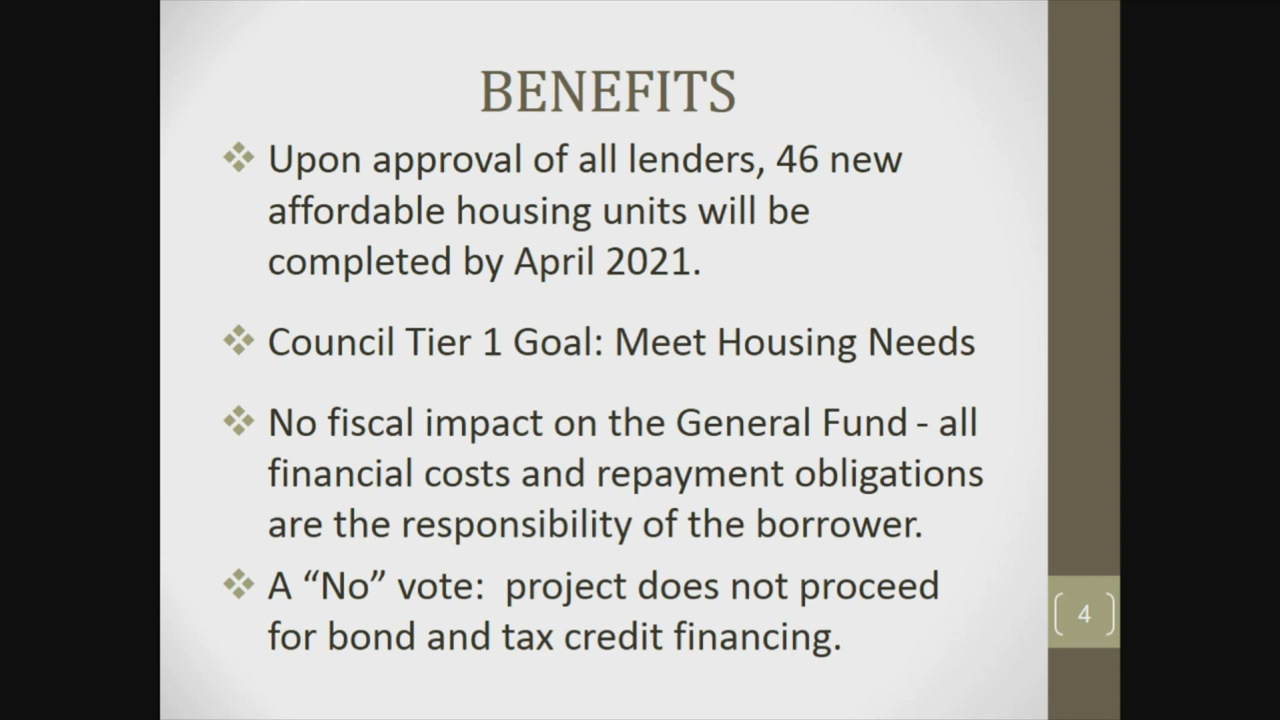 BENEFITS
Upon approval of all lenders, 46 new
affordable housing units will be
completed by April 2021.
Council Tier 1 Goal: Meet Housing Needs
No fiscal impact on the General Fund - all
financial costs and repayment obligations
are the responsibility of the borrower.
A “No” vote:  project does not proceed
for bond and tax credit financing.
4